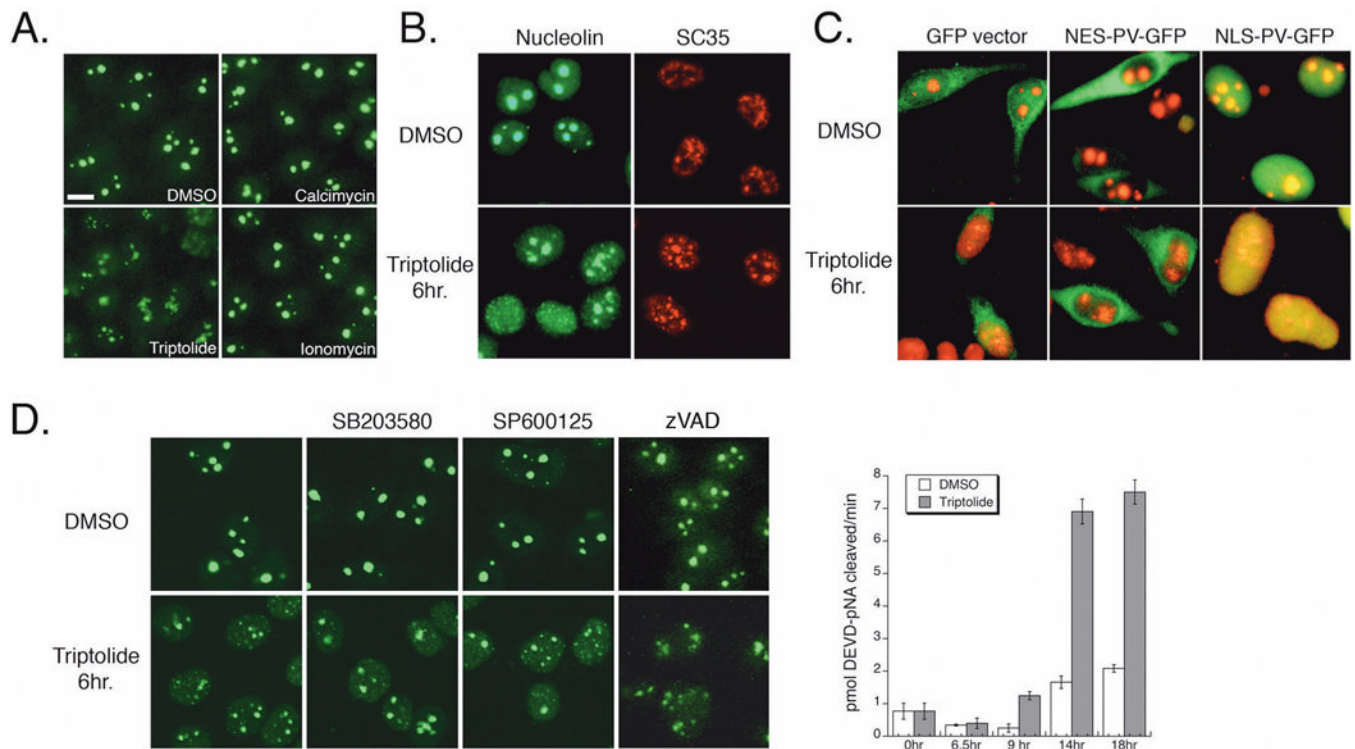 A.
DMSO
Calcimycin
Triptolide
Ionomycin
B.
Nucleolin
SC35
DMSO
Triptolide
6hr.
C.
GFP vector
NES-PV-GFP
NLS-PV-GFP
DMSO
Triptolide
6hr.
D.
SB203580
SP600125
zVAD
DMSO
Triptolide
6hr.
pmol DEVD-pNA cleaved/min
8
7
6
5
4
3
2
1
0
DMSO
Triptolide
0hr
6.5hr
9 hr
14hr
18hr